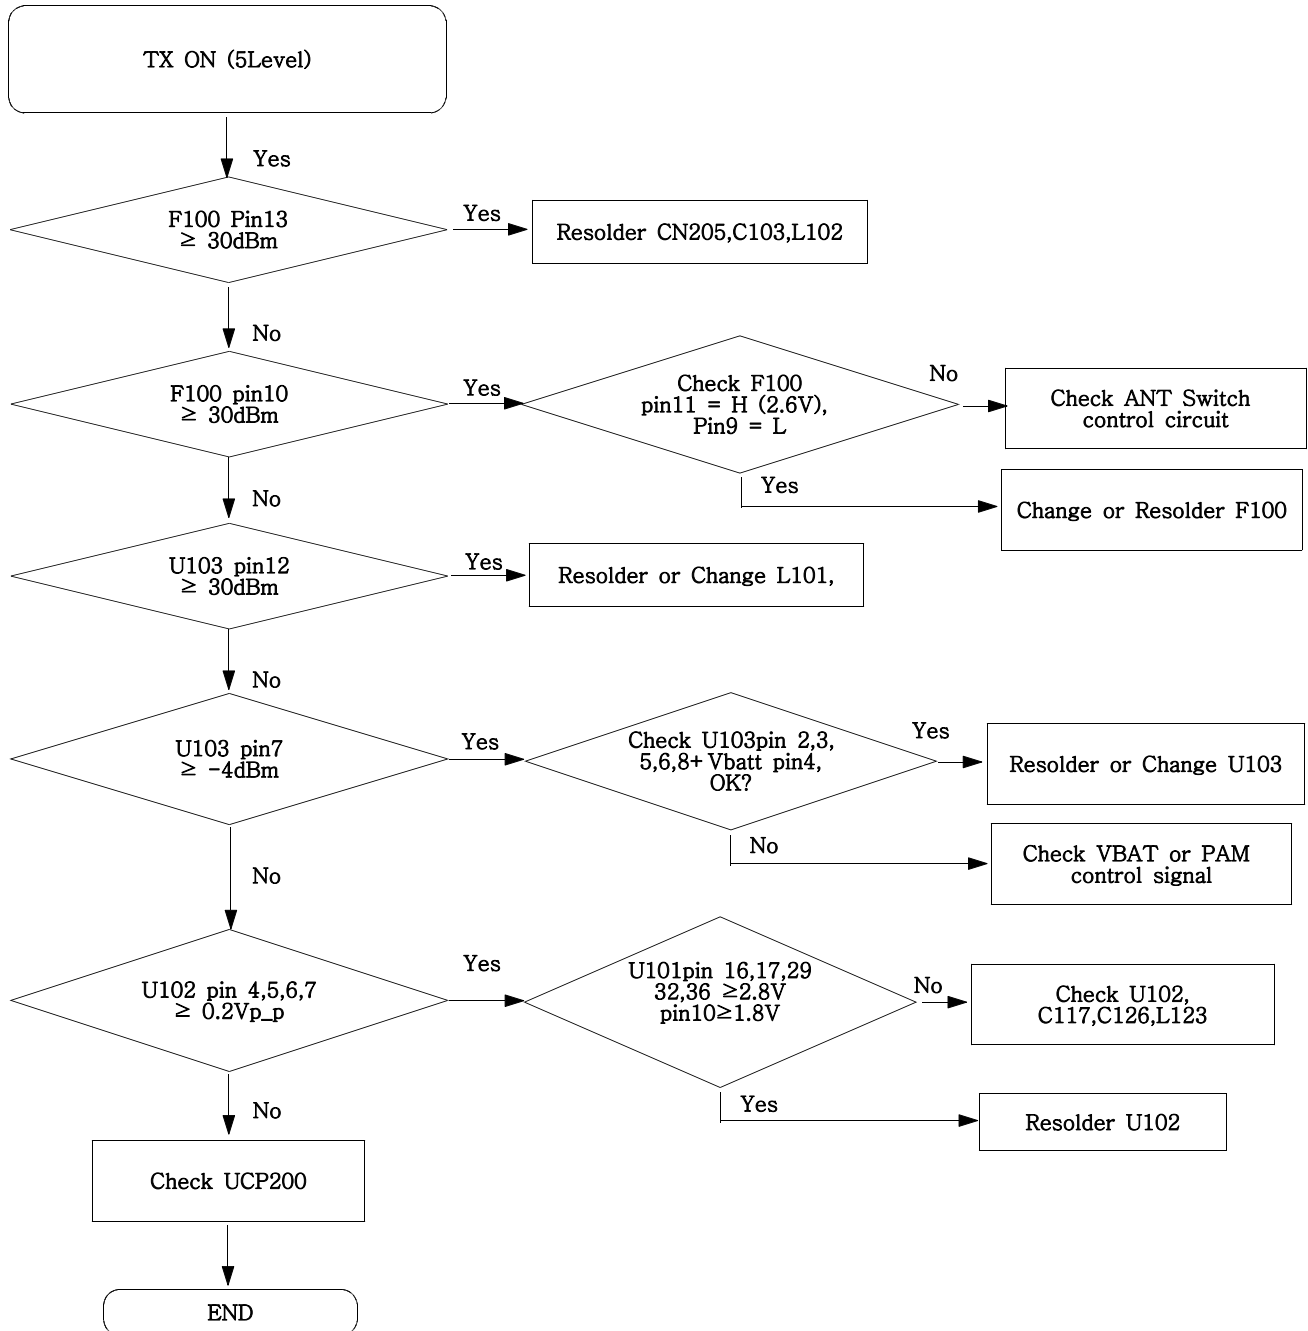 TX ON (5Level)
Yes
F100 Pin13
≥ 30dBm
Yes
Resolder CN205,C103,L102
No
F100 pin10
≥ 30dBm
Yes
Check F100
pin11 = H (2.6V),
Pin9 = L
No
Check ANT Switch
control circuit
Yes
Change or Resolder F100
No
U103 pin12
≥ 30dBm
Yes
Resolder or Change L101,
No
U103 pin7
≥ -4dBm
Yes
Check U103pin 2,3,
5,6,8+ Vbatt pin4,
OK?
Yes
Resolder or Change U103
No
Check VBAT or PAM
control signal
No
U102 pin 4,5,6,7
≥ 0.2Vp_p
Yes
U101pin 16,17,29
32,36 ≥2.8V
pin10≥1.8V
No
Check U102,
C117,C126,L123
Yes
Resolder U102
No
Check UCP200
END